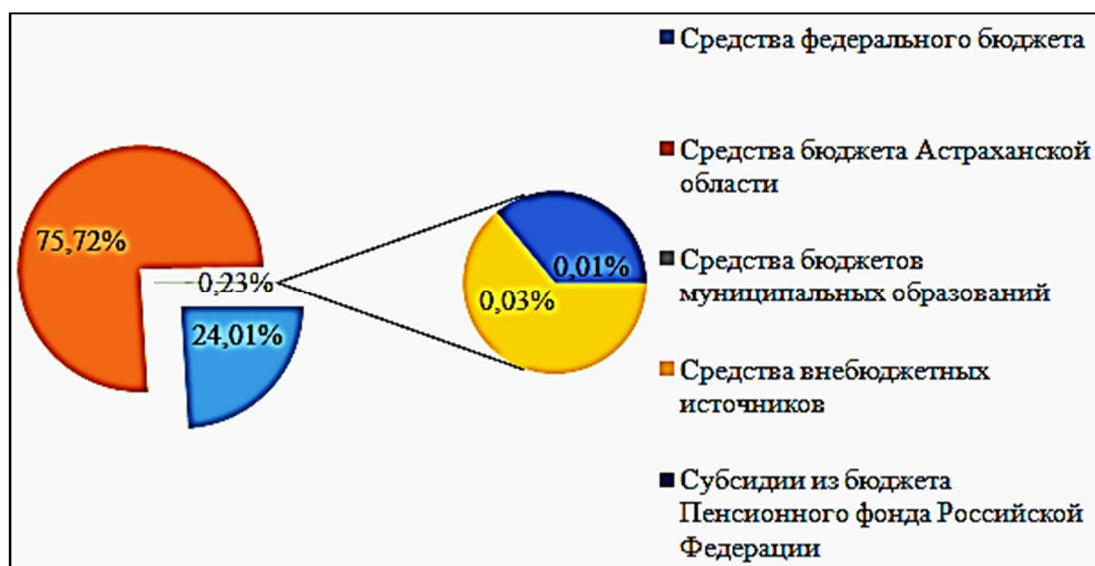 75,72%
0,23%
24,01%
0,01%
0,03%
Средства федерального бюджета
Средства бюджета Астраханской
области
Средства бюджетов
муниципальных образований
Средства внебюджетных
источников
Субсидии из бюджета
Пенсионного фонда Российской
Федерации